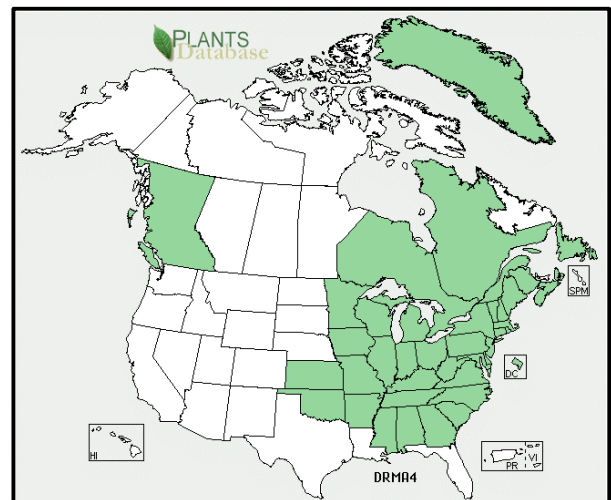 PLANTS
Database
SPM
DC
HI
PR
VI
DRMA4